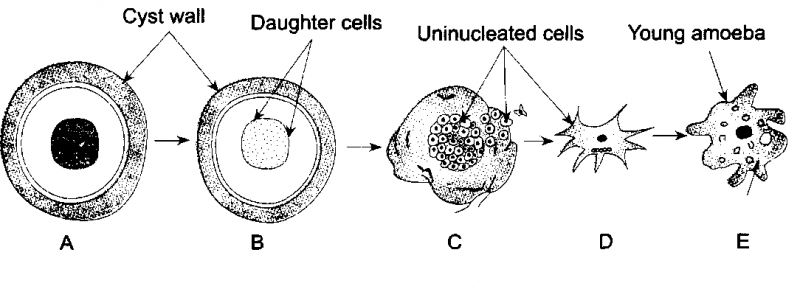 Cyst wall
Daughter cells
Uninucleated cells
Young amoeba
A
B
C
D
E